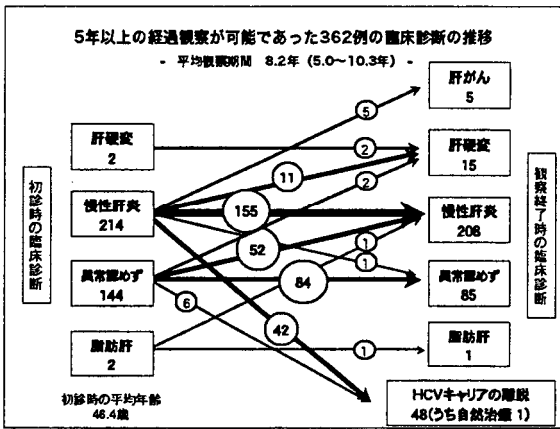 5年以上の経過観察が可能であった362例の臨床診断の推移
- 平均観察期間 8.2年 (5.0～10.3年) -
初診時の臨床診断
肝硬変
2
慢性肝炎
214
異常認めず
144
脂肪肝
2
初診時の平均年齢
46.4歳
5
2
11
2
155
52
1
1
84
6
42
1
肝がん
5
肝硬変
15
慢性肝炎
208
異常認めず
85
脂肪肝
1
HCVキャリアの離脱
48(うち自然治癒 1)
観察終了時の臨床診断